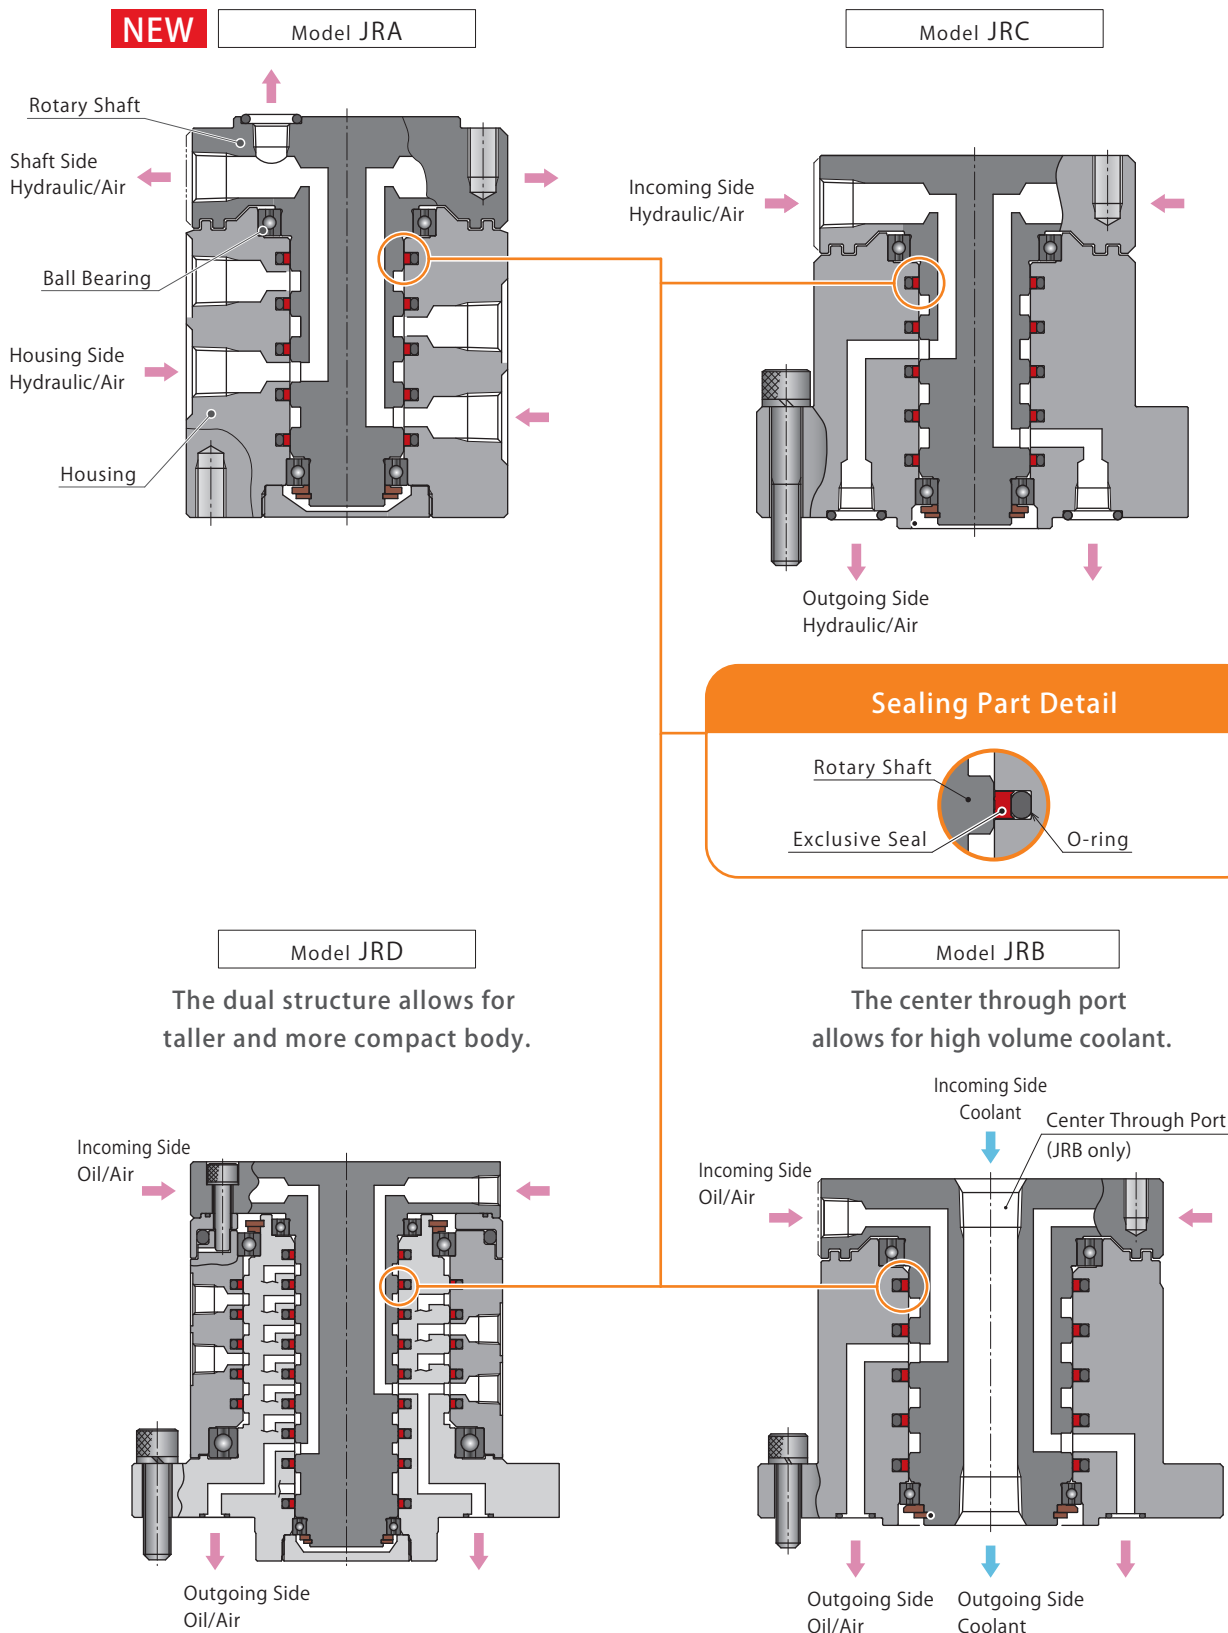 NEW
Model JRA
Rotary Shaft
Shaft Side
Hydraulic/Air
Ball Bearing
Housing Side
Hydraulic/Air
Housing
Model JRC
Incoming Side
Hydraulic/Air
Outgoing Side
Hydraulic/Air
Sealing Part Detail
Rotary Shaft
Exclusive Seal
O-ring
Model JRD
The dual structure allows for
taller and more compact body.
Incoming Side
Oil/Air
Outgoing Side
Oil/Air
Model JRB
The center through port
allows for high volume coolant.
Incoming Side
Coolant
Center Through Port
(JRB only)
Incoming Side
Oil/Air
Outgoing Side
Oil/Air
Outgoing Side
Coolant